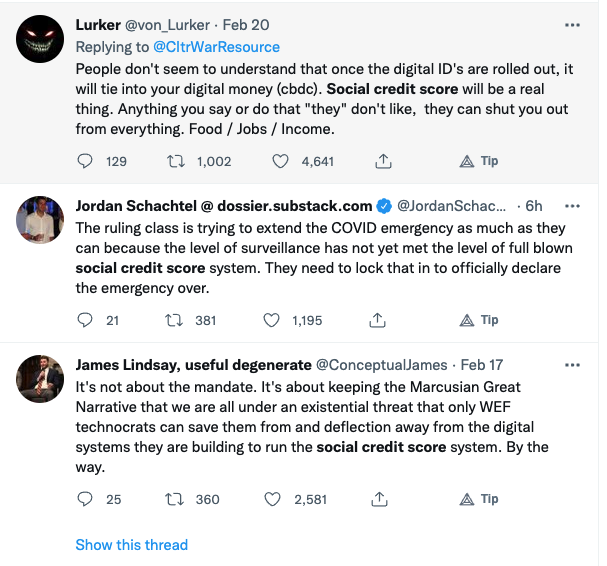 Lurker @von_Lurker · Feb 20
Replying to @CltrWarResource
People don't seem to understand that once the digital ID's are rolled out, it
will tie into your digital money (cbdc). Social credit score will be a real
thing. Anything you say or do that "they" don't like,  they can shut you out
from everything. Food / Jobs / Income.
129 1,002 4,641 Tip
Jordan Schachtel @ dossier.substack.com @JordanSchac... · 6h
The ruling class is trying to extend the COVID emergency as much as they
can because the level of surveillance has not yet met the level of full blown
social credit score system. They need to lock that in to officially declare
the emergency over.
21 381 1,195 Tip
James Lindsay, useful degenerate @ConceptualJames · Feb 17
It's not about the mandate. It's about keeping the Marcusian Great
Narrative that we are all under an existential threat that only WEF
technocrats can save them from and deflection away from the digital
systems they are building to run the social credit score system. By the
way.
25 360 2,581 Tip
Show this thread